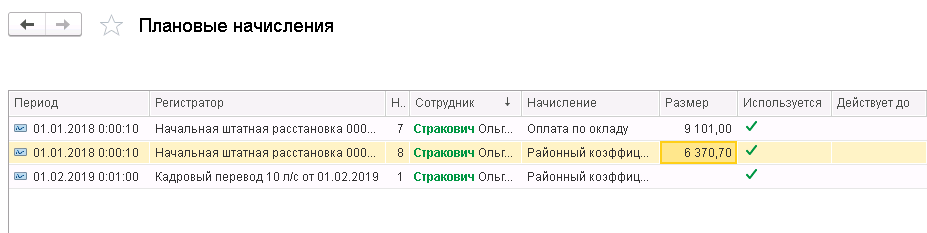 Плановые начисления
Период Регистратор Н.. Сотрудник Начисление Размер Используется Действует до
01.01.2018 0:00:10 Начальная штатная расстановка 000... 7 Стракович Ольг... Оплата по окладу 9 101,00
01.01.2018 0:00:10 Начальная штатная расстановка 000... 8 Стракович Ольг... Районный коэффиц... 6 370,70
01.02.2019 0:01:00 Кадровый перевод 10 л/с от 01.02.2019 1 Стракович Ольг... Районный коэффиц...